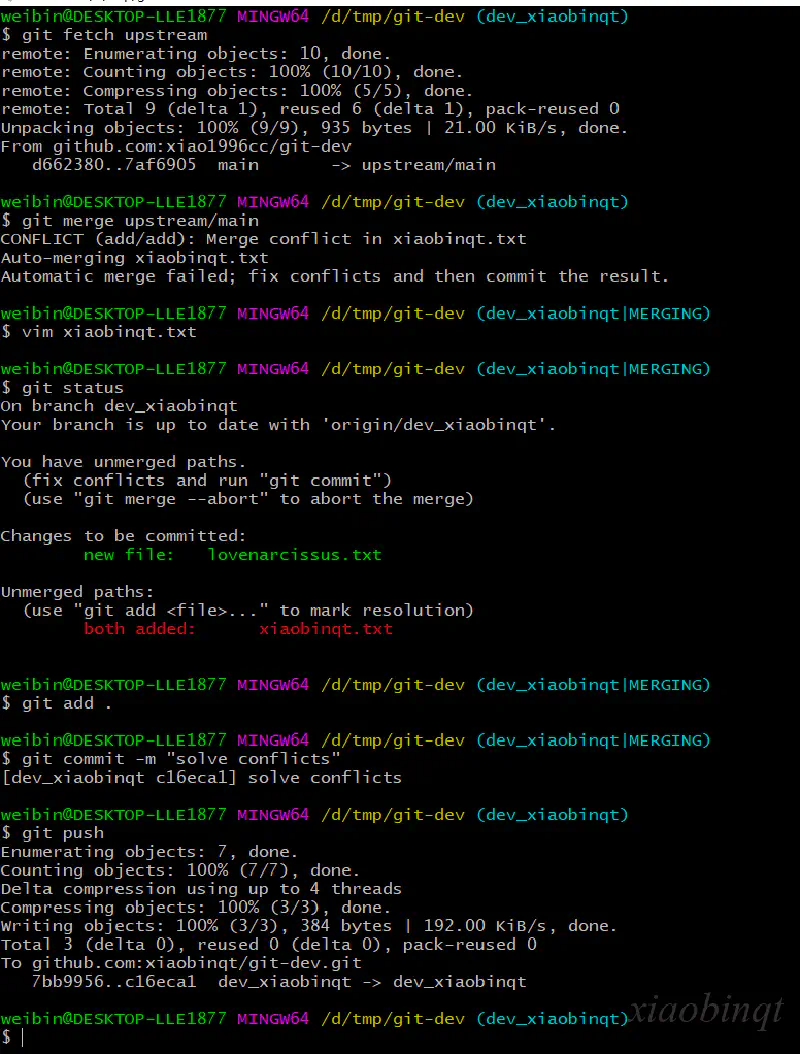 weibin@DESKTOP-LLE1877 MINGW64 /d/tmp/git-dev (dev_xiaobinqt)
$ git fetch upstream
remote: Enumerating objects: 10, done.
remote: Counting objects: 100% (10/10), done.
remote: Compressing objects: 100% (5/5), done.
remote: Total 9 (delta 1), reused 6 (delta 1), pack-reused 0
Unpacking objects: 100% (9/9), 935 bytes | 21.00 KiB/s, done.
From github.com:xiao1996cc/git-dev
   d662380..7af6905  main       -> upstream/main

weibin@DESKTOP-LLE1877 MINGW64 /d/tmp/git-dev (dev_xiaobinqt)
$ git merge upstream/main
CONFLICT (add/add): Merge conflict in xiaobinqt.txt
Auto-merging xiaobinqt.txt
Automatic merge failed; fix conflicts and then commit the result.

weibin@DESKTOP-LLE1877 MINGW64 /d/tmp/git-dev (dev_xiaobinqt|MERGING)
$ vim xiaobinqt.txt

weibin@DESKTOP-LLE1877 MINGW64 /d/tmp/git-dev (dev_xiaobinqt|MERGING)
$ git status
On branch dev_xiaobinqt
Your branch is up to date with 'origin/dev_xiaobinqt'.

You have unmerged paths.
  (fix conflicts and run "git commit")
  (use "git merge --abort" to abort the merge)

Changes to be committed:
        new file:   lovenarcissus.txt

Unmerged paths:
  (use "git add <file>..." to mark resolution)
        both added:      xiaobinqt.txt

weibin@DESKTOP-LLE1877 MINGW64 /d/tmp/git-dev (dev_xiaobinqt|MERGING)
$ git add .

weibin@DESKTOP-LLE1877 MINGW64 /d/tmp/git-dev (dev_xiaobinqt|MERGING)
$ git commit -m "solve conflicts"
[dev_xiaobinqt c16eca1] solve conflicts

weibin@DESKTOP-LLE1877 MINGW64 /d/tmp/git-dev (dev_xiaobinqt)
$ git push
Enumerating objects: 7, done.
Counting objects: 100% (7/7), done.
Delta compression using up to 4 threads
Compressing objects: 100% (3/3), done.
Writing objects: 100% (3/3), 384 bytes | 192.00 KiB/s, done.
Total 3 (delta 0), reused 0 (delta 0), pack-reused 0
To github.com:xiaobinqt/git-dev.git
   7bb9956..c16eca1  dev_xiaobinqt -> dev_xiaobinqt

weibin@DESKTOP-LLE1877 MINGW64 /d/tmp/git-dev (dev_xiaobinqt)
xiaobinqt
$